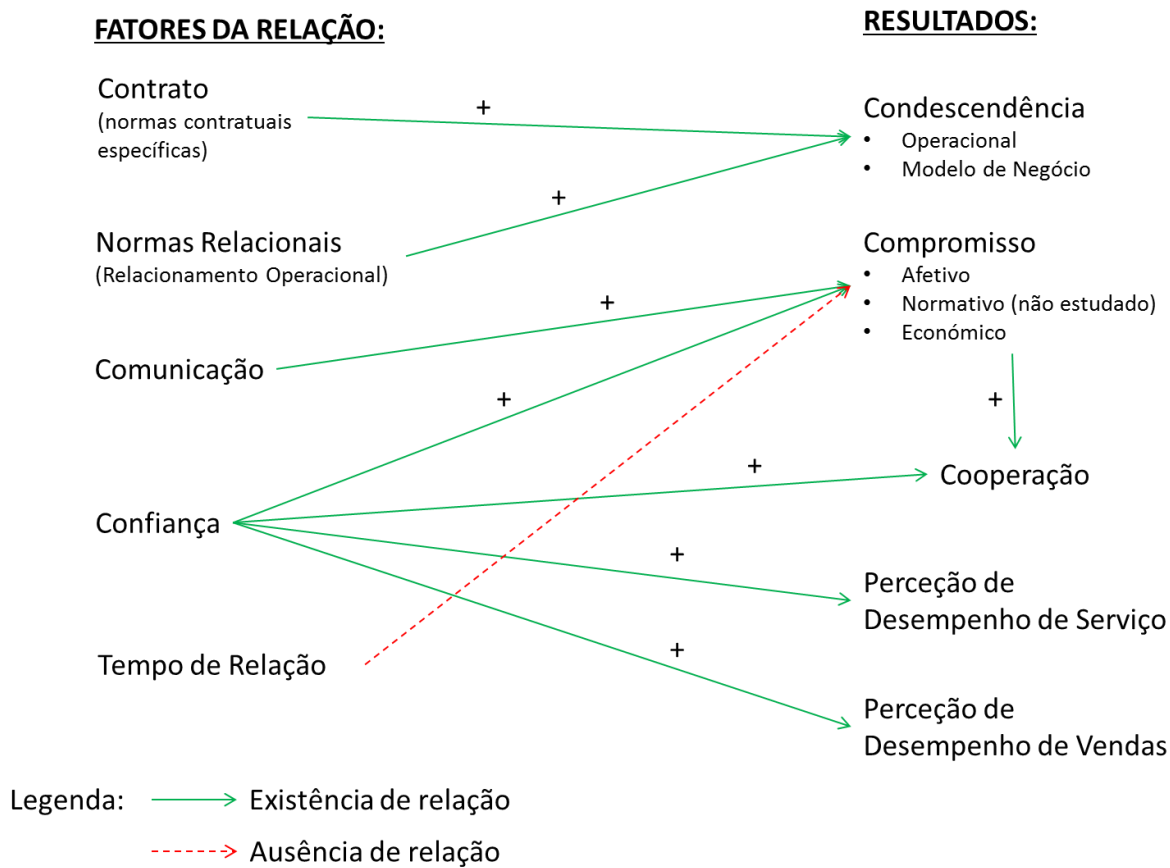 FATORES DA RELAÇÃO:
Contrato
(normas contratuais
específicas)
Normas Relacionais
(Relacionamento Operacional)
Comunicação
Confiança
Tempo de Relação
+
+
+
+
+
+
+
+
RESULTADOS:
Condescendência
• Operacional
• Modelo de Negócio
Compromisso
• Afetivo
• Normativo (não estudado)
• Económico
Cooperação
Perceção de
Desempenho de Serviço
Perceção de
Desempenho de Vendas
Legenda:
Existência de relação
Ausência de relação